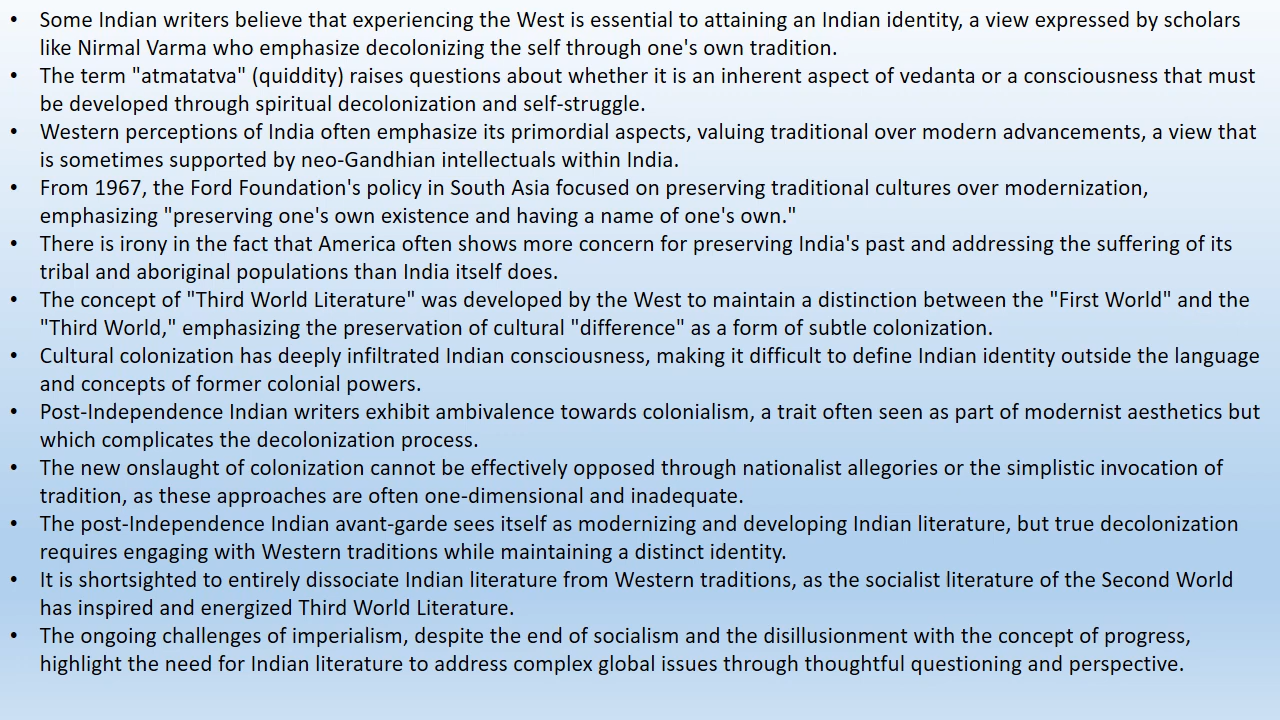 • Some Indian writers believe that experiencing the West is essential to attaining an Indian identity, a view expressed by scholars
like Nirmal Varma who emphasize decolonizing the self through one's own tradition.
• The term "atmatatva" (quiddity) raises questions about whether it is an inherent aspect of vedanta or a consciousness that must
be developed through spiritual decolonization and self-struggle.
• Western perceptions of India often emphasize its primordial aspects, valuing traditional over modern advancements, a view that
is sometimes supported by neo-Gandhian intellectuals within India.
• From 1967, the Ford Foundation's policy in South Asia focused on preserving traditional cultures over modernization,
emphasizing "preserving one's own existence and having a name of one's own."
• There is irony in the fact that America often shows more concern for preserving India's past and addressing the suffering of its
tribal and aboriginal populations than India itself does.
• The concept of "Third World Literature" was developed by the West to maintain a distinction between the "First World" and the
"Third World," emphasizing the preservation of cultural "difference" as a form of subtle colonization.
• Cultural colonization has deeply infiltrated Indian consciousness, making it difficult to define Indian identity outside the language
and concepts of former colonial powers.
• Post-Independence Indian writers exhibit ambivalence towards colonialism, a trait often seen as part of modernist aesthetics but
which complicates the decolonization process.
• The new onslaught of colonization cannot be effectively opposed through nationalist allegories or the simplistic invocation of
tradition, as these approaches are often one-dimensional and inadequate.
• The post-Independence Indian avant-garde sees itself as modernizing and developing Indian literature, but true decolonization
requires engaging with Western traditions while maintaining a distinct identity.
• It is shortsighted to entirely dissociate Indian literature from Western traditions, as the socialist literature of the Second World
has inspired and energized Third World Literature.
• The ongoing challenges of imperialism, despite the end of socialism and the disillusionment with the concept of progress,
highlight the need for Indian literature to address complex global issues through thoughtful questioning and perspective.